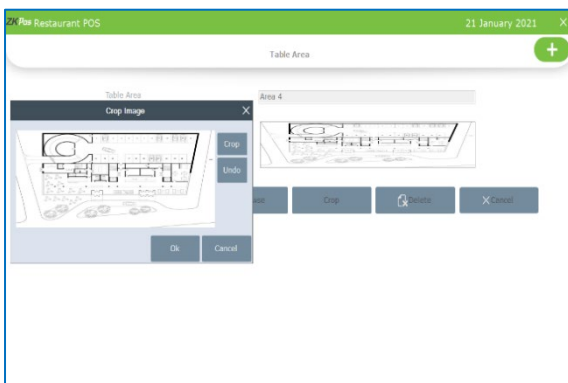 ZKPos Restaurant POS 21 January 2021 X
Table Area
Table Area Area 4
Crop Image X
Crop
Undo
Crop Delete Cancel
Ok Cancel